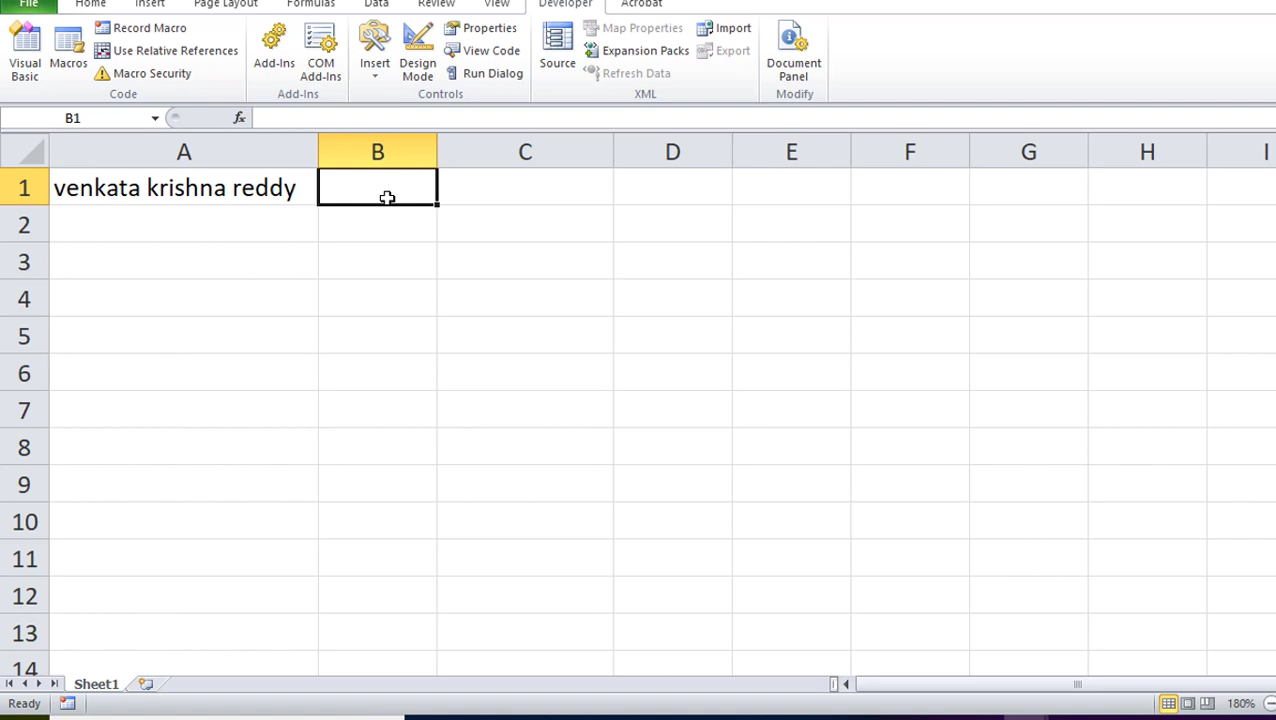 File Home Insert Page Layout Formulas Data Review View Developer Acrobat
Visual Basic
Macros
Record Macro
Use Relative References
Macro Security
Code
Add-Ins
COM Add-Ins
Add-Ins
Insert
Design Mode
Properties
View Code
Run Dialog
Controls
Source
Map Properties
Expansion Packs
Refresh Data
Import
Export
XML
Document Panel
Modify
B1 fx
A B C D E F G H I
1 venkata krishna reddy
2
3
4
5
6
7
8
9
10
11
12
13
14
Sheet1
Ready 180%